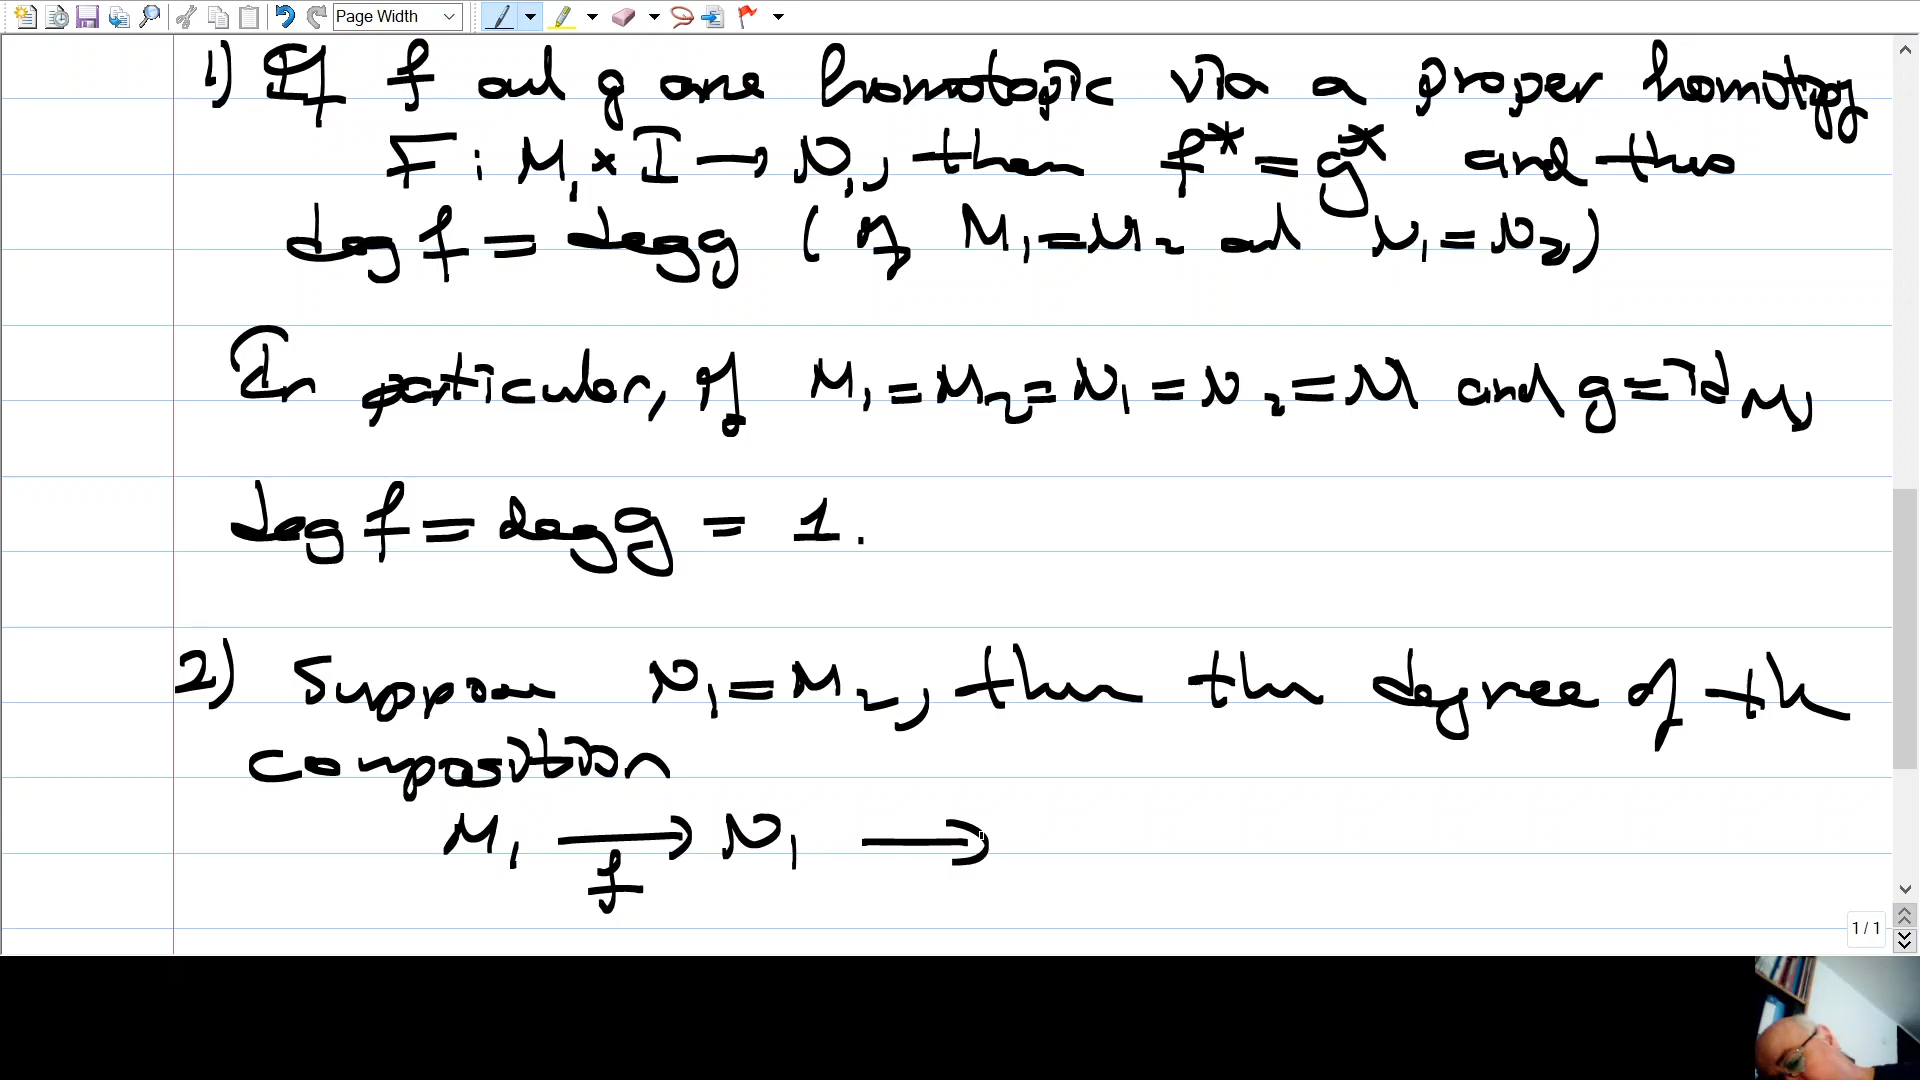 Page Width
1) If f and g are homotopic via a proper homotopy
F : M₁ × I → N₁, then f* = g* and thus
deg f = deg g ( if M₁ = M₂ and N₁ = N₂)
In particular, if M₁ = M₂ = N₁ = N₂ = M and g = id_M,
deg f = deg g = 1.
2) Suppose N₁ = M₂, then the degree of the
composition
M₁ → N₁ →
f
1 / 1